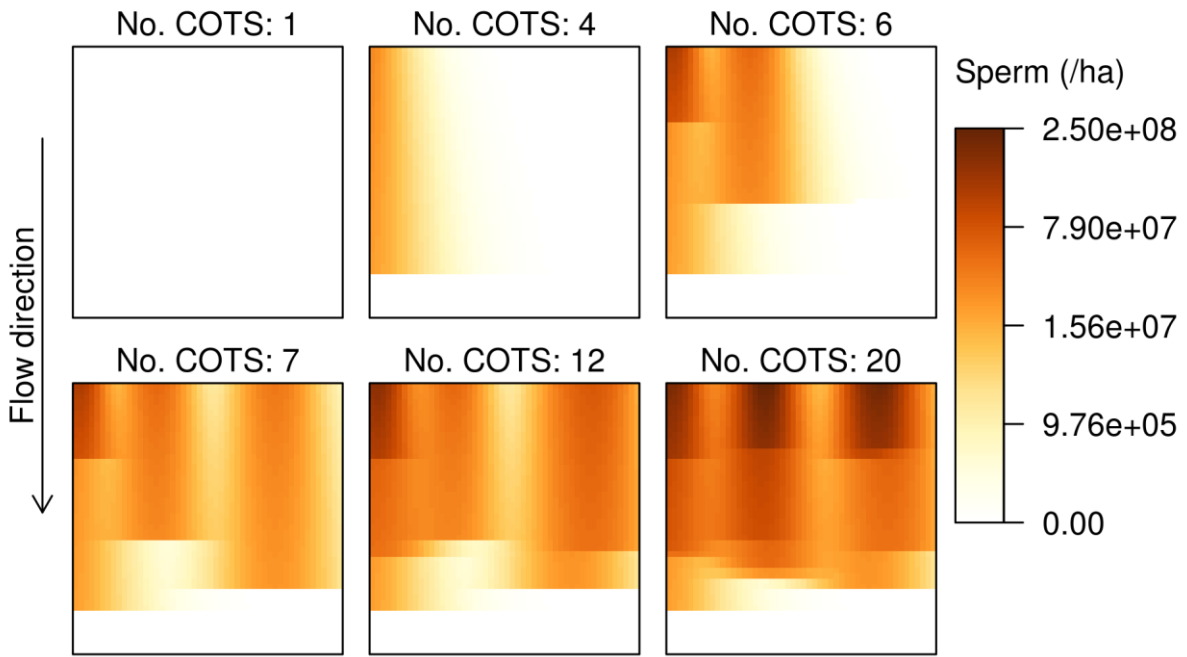 No. COTS: 1
No. COTS: 4
No. COTS: 6
Sperm (/ha)
2.50e+08
7.90e+07
1.56e+07
9.76e+05
0.00
Flow direction
No. COTS: 7
No. COTS: 12
No. COTS: 20